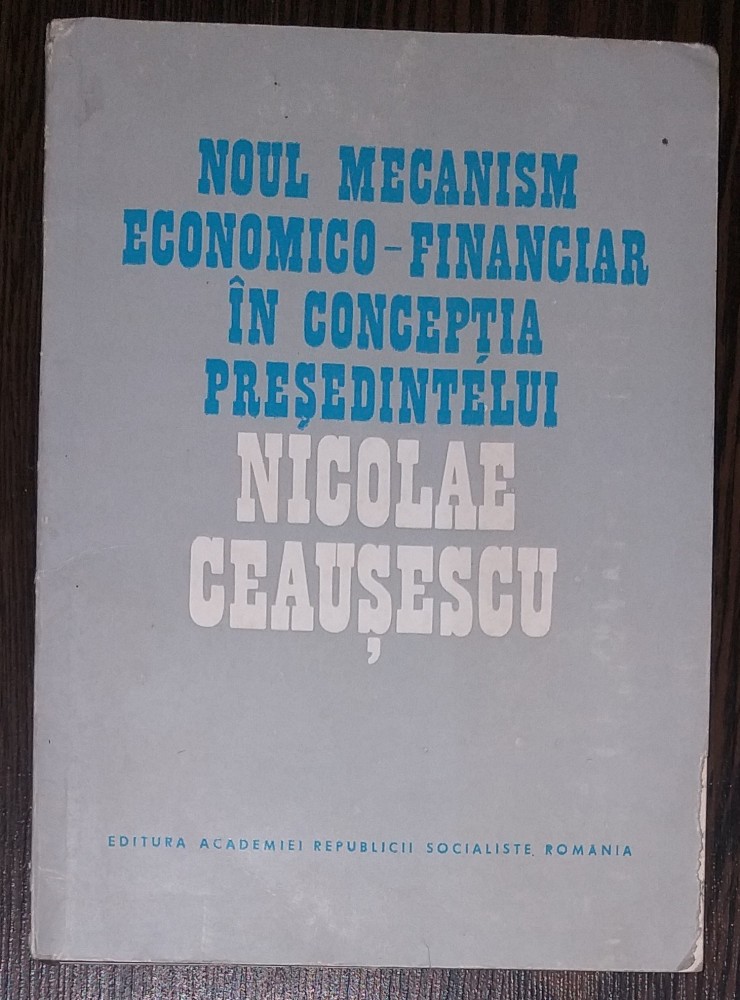 NOUL MECANISM
ECONOMICO-FINANCIAR
ÎN CONCEPȚIA
PREȘEDINTELUI
NICOLAE
CEAUȘESCU
EDITURA ACADEMIEI REPUBLICII SOCIALISTE ROMÂNIA